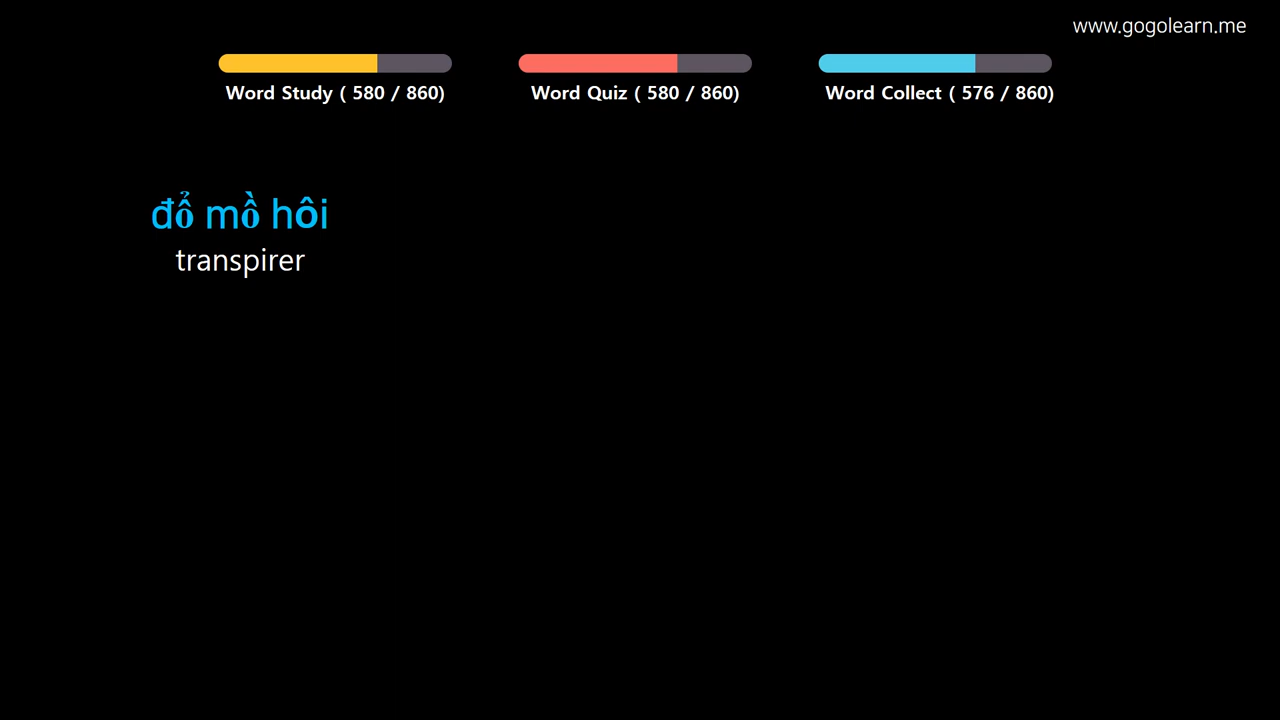 www.gogolearn.me
Word Study ( 580 / 860)
Word Quiz ( 580 / 860)
Word Collect ( 576 / 860)
đổ mồ hôi
transpirer